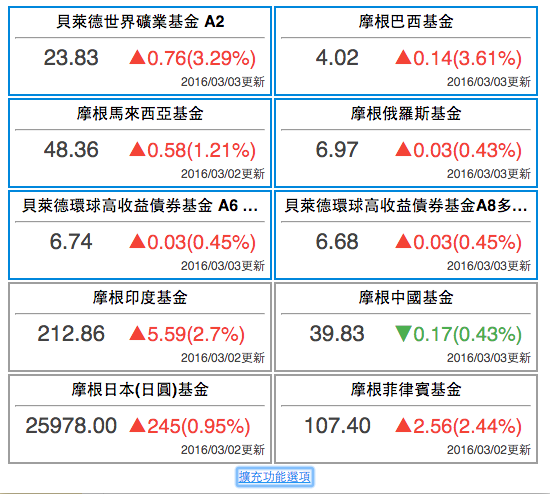 貝萊德世界礦業基金 A2
23.83 ▲0.76(3.29%)
2016/03/03更新
摩根巴西基金
4.02 ▲0.14(3.61%)
2016/03/03更新
摩根馬來西亞基金
48.36 ▲0.58(1.21%)
2016/03/02更新
摩根俄羅斯基金
6.97 ▲0.03(0.43%)
2016/03/03更新
貝萊德環球高收益債券基金 A6 ...
6.74 ▲0.03(0.45%)
2016/03/03更新
貝萊德環球高收益債券基金A8多...
6.68 ▲0.03(0.45%)
2016/03/03更新
摩根印度基金
212.86 ▲5.59(2.7%)
2016/03/02更新
摩根中國基金
39.83 ▼0.17(0.43%)
2016/03/03更新
摩根日本(日圓)基金
25978.00 ▲245(0.95%)
2016/03/02更新
摩根菲律賓基金
107.40 ▲2.56(2.44%)
2016/03/02更新
擴充功能選項